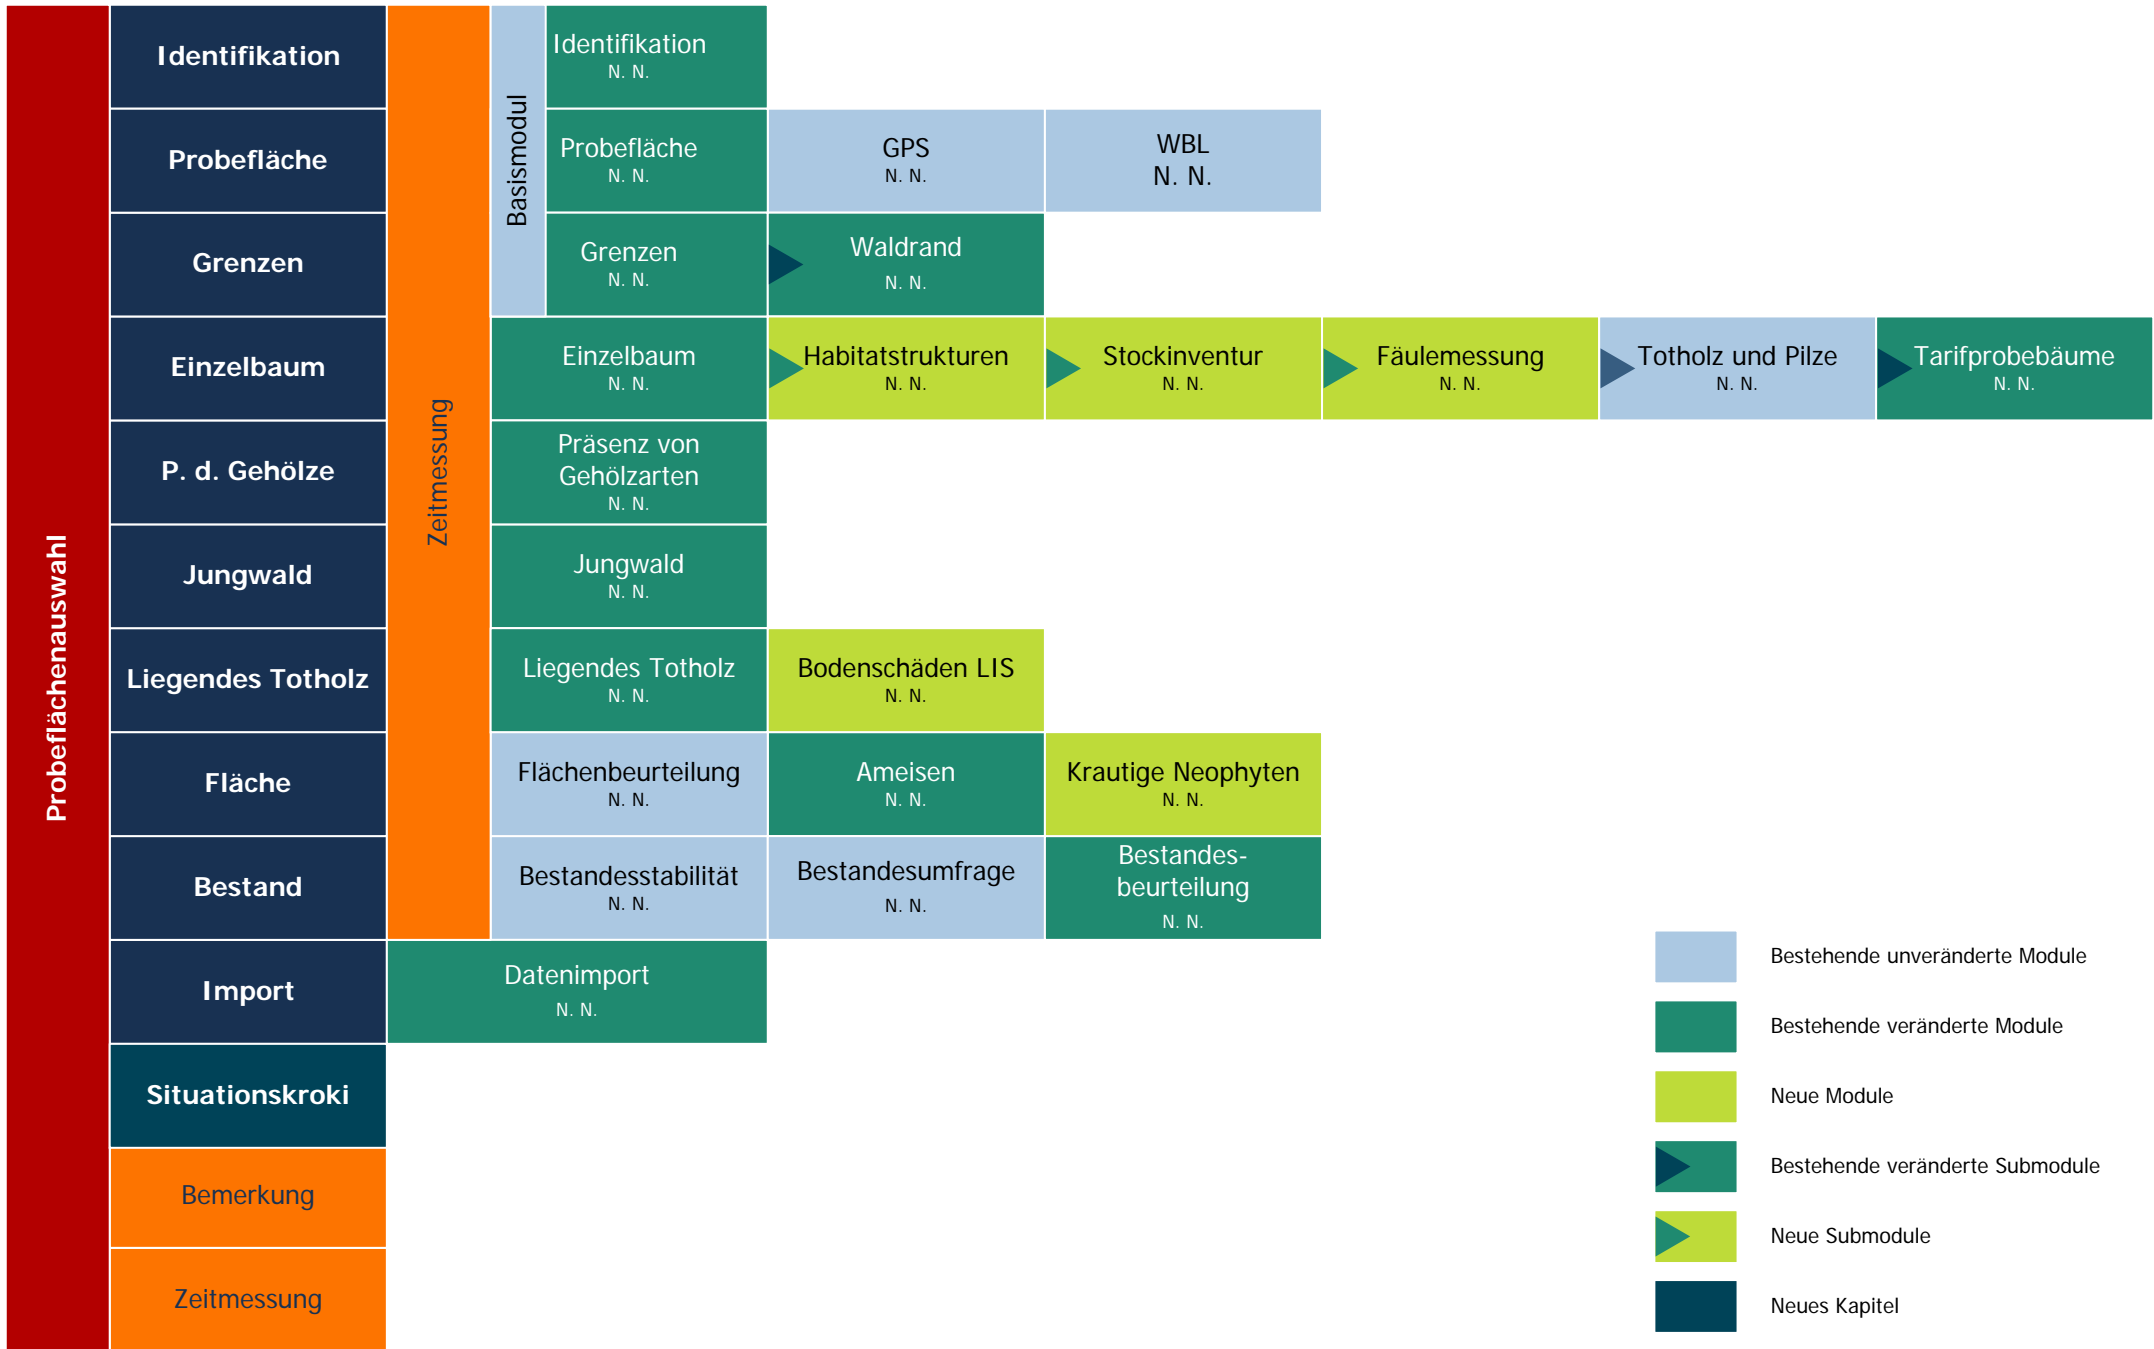 Probeflächenauswahl
Identifikation
Zeitmessung
Basismodul
Identifikation
N. N.
Probefläche
Probefläche
N. N.
GPS
N. N.
WBL
N. N.
Grenzen
Grenzen
N. N.
Waldrand
N. N.
Einzelbaum
Einzelbaum
N. N.
Habitatstrukturen
N. N.
Stockinventur
N. N.
Fäulemessung
N. N.
Totholz und Pilze
N. N.
Tarifprobebäume
N. N.
P. d. Gehölze
Präsenz von
Gehölzarten
N. N.
Jungwald
Jungwald
N. N.
Liegendes Totholz
Liegendes Totholz
N. N.
Bodenschäden LIS
N. N.
Fläche
Flächenbeurteilung
N. N.
Ameisen
N. N.
Krautige Neophyten
N. N.
Bestand
Bestandesstabilität
N. N.
Bestandesumfrage
N. N.
Bestandes-
beurteilung
N. N.
Import
Datenimport
N. N.
Situationskroki
Bemerkung
Zeitmessung
Bestehende unveränderte Module
Bestehende veränderte Module
Neue Module
Bestehende veränderte Submodule
Neue Submodule
Neues Kapitel